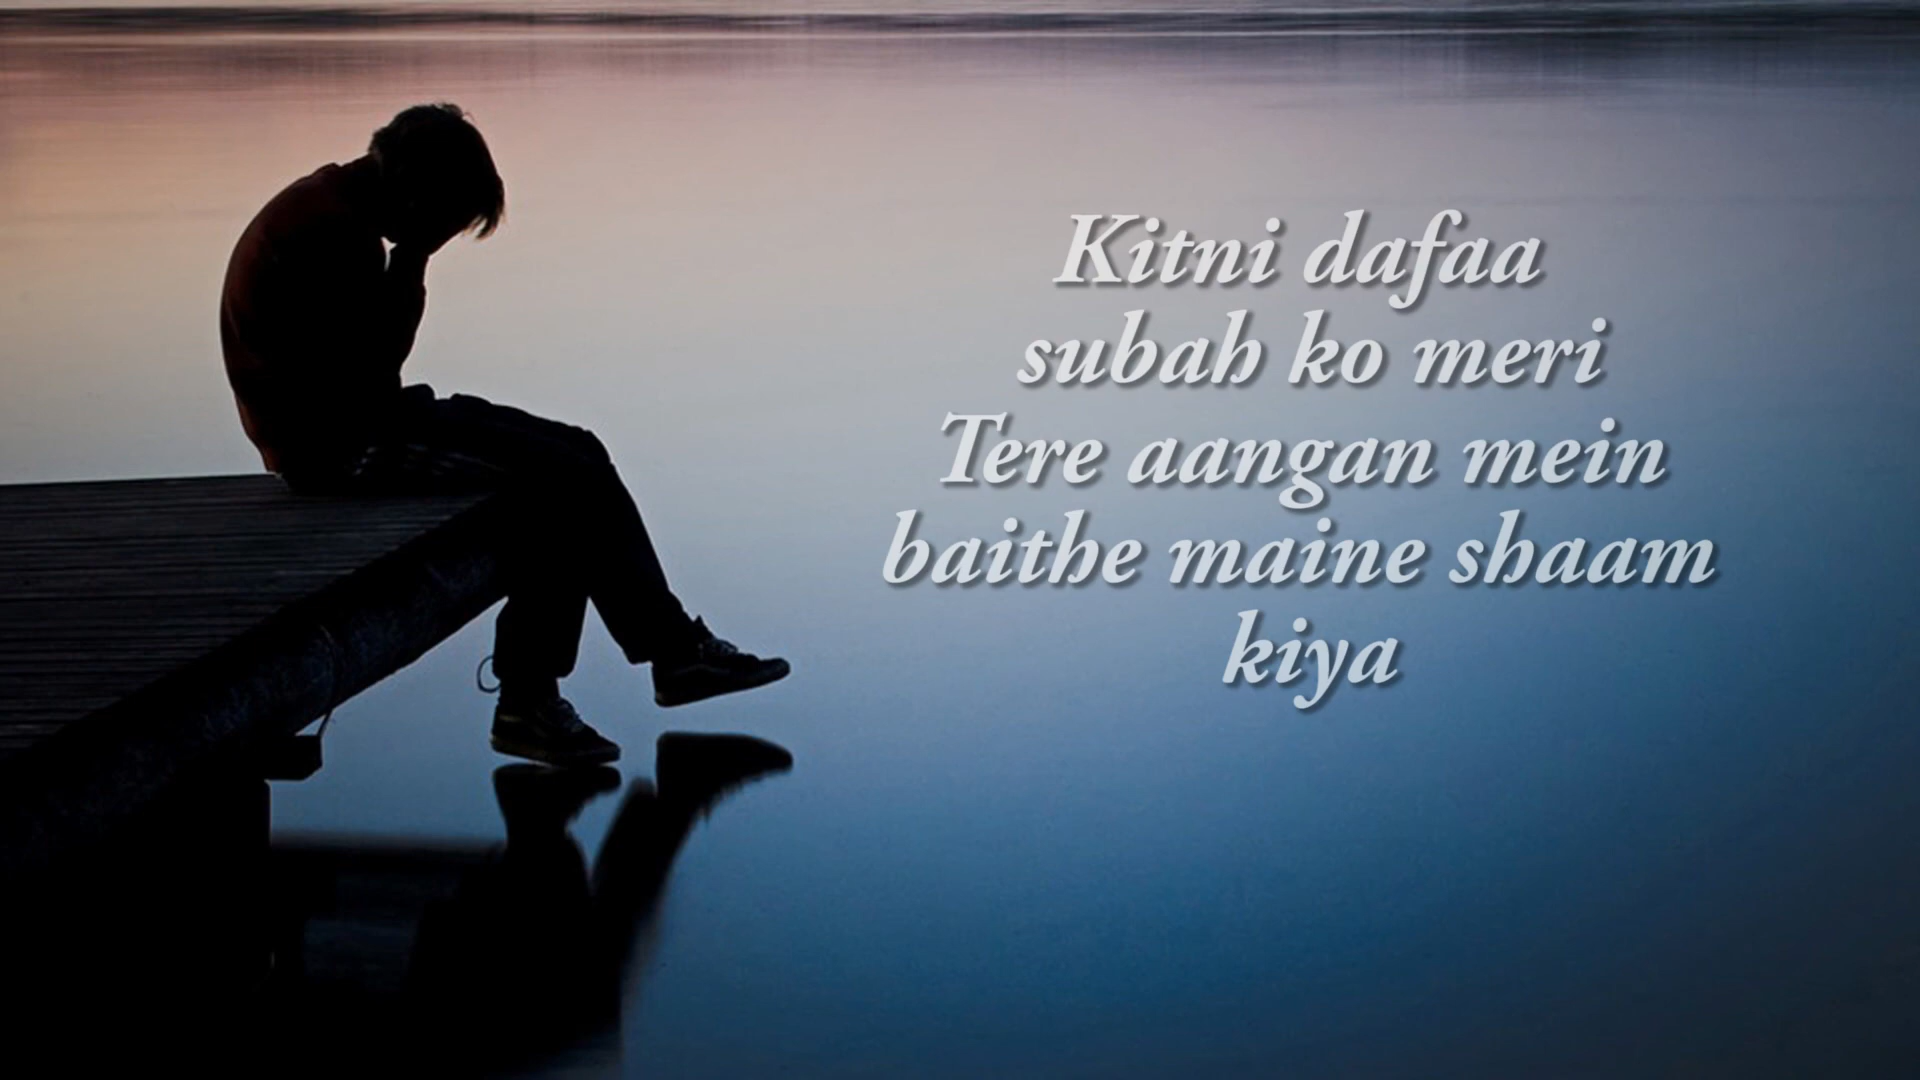 Kitni dafaa
subah ko meri
Tere aangan mein
baithe maine shaam
kiya